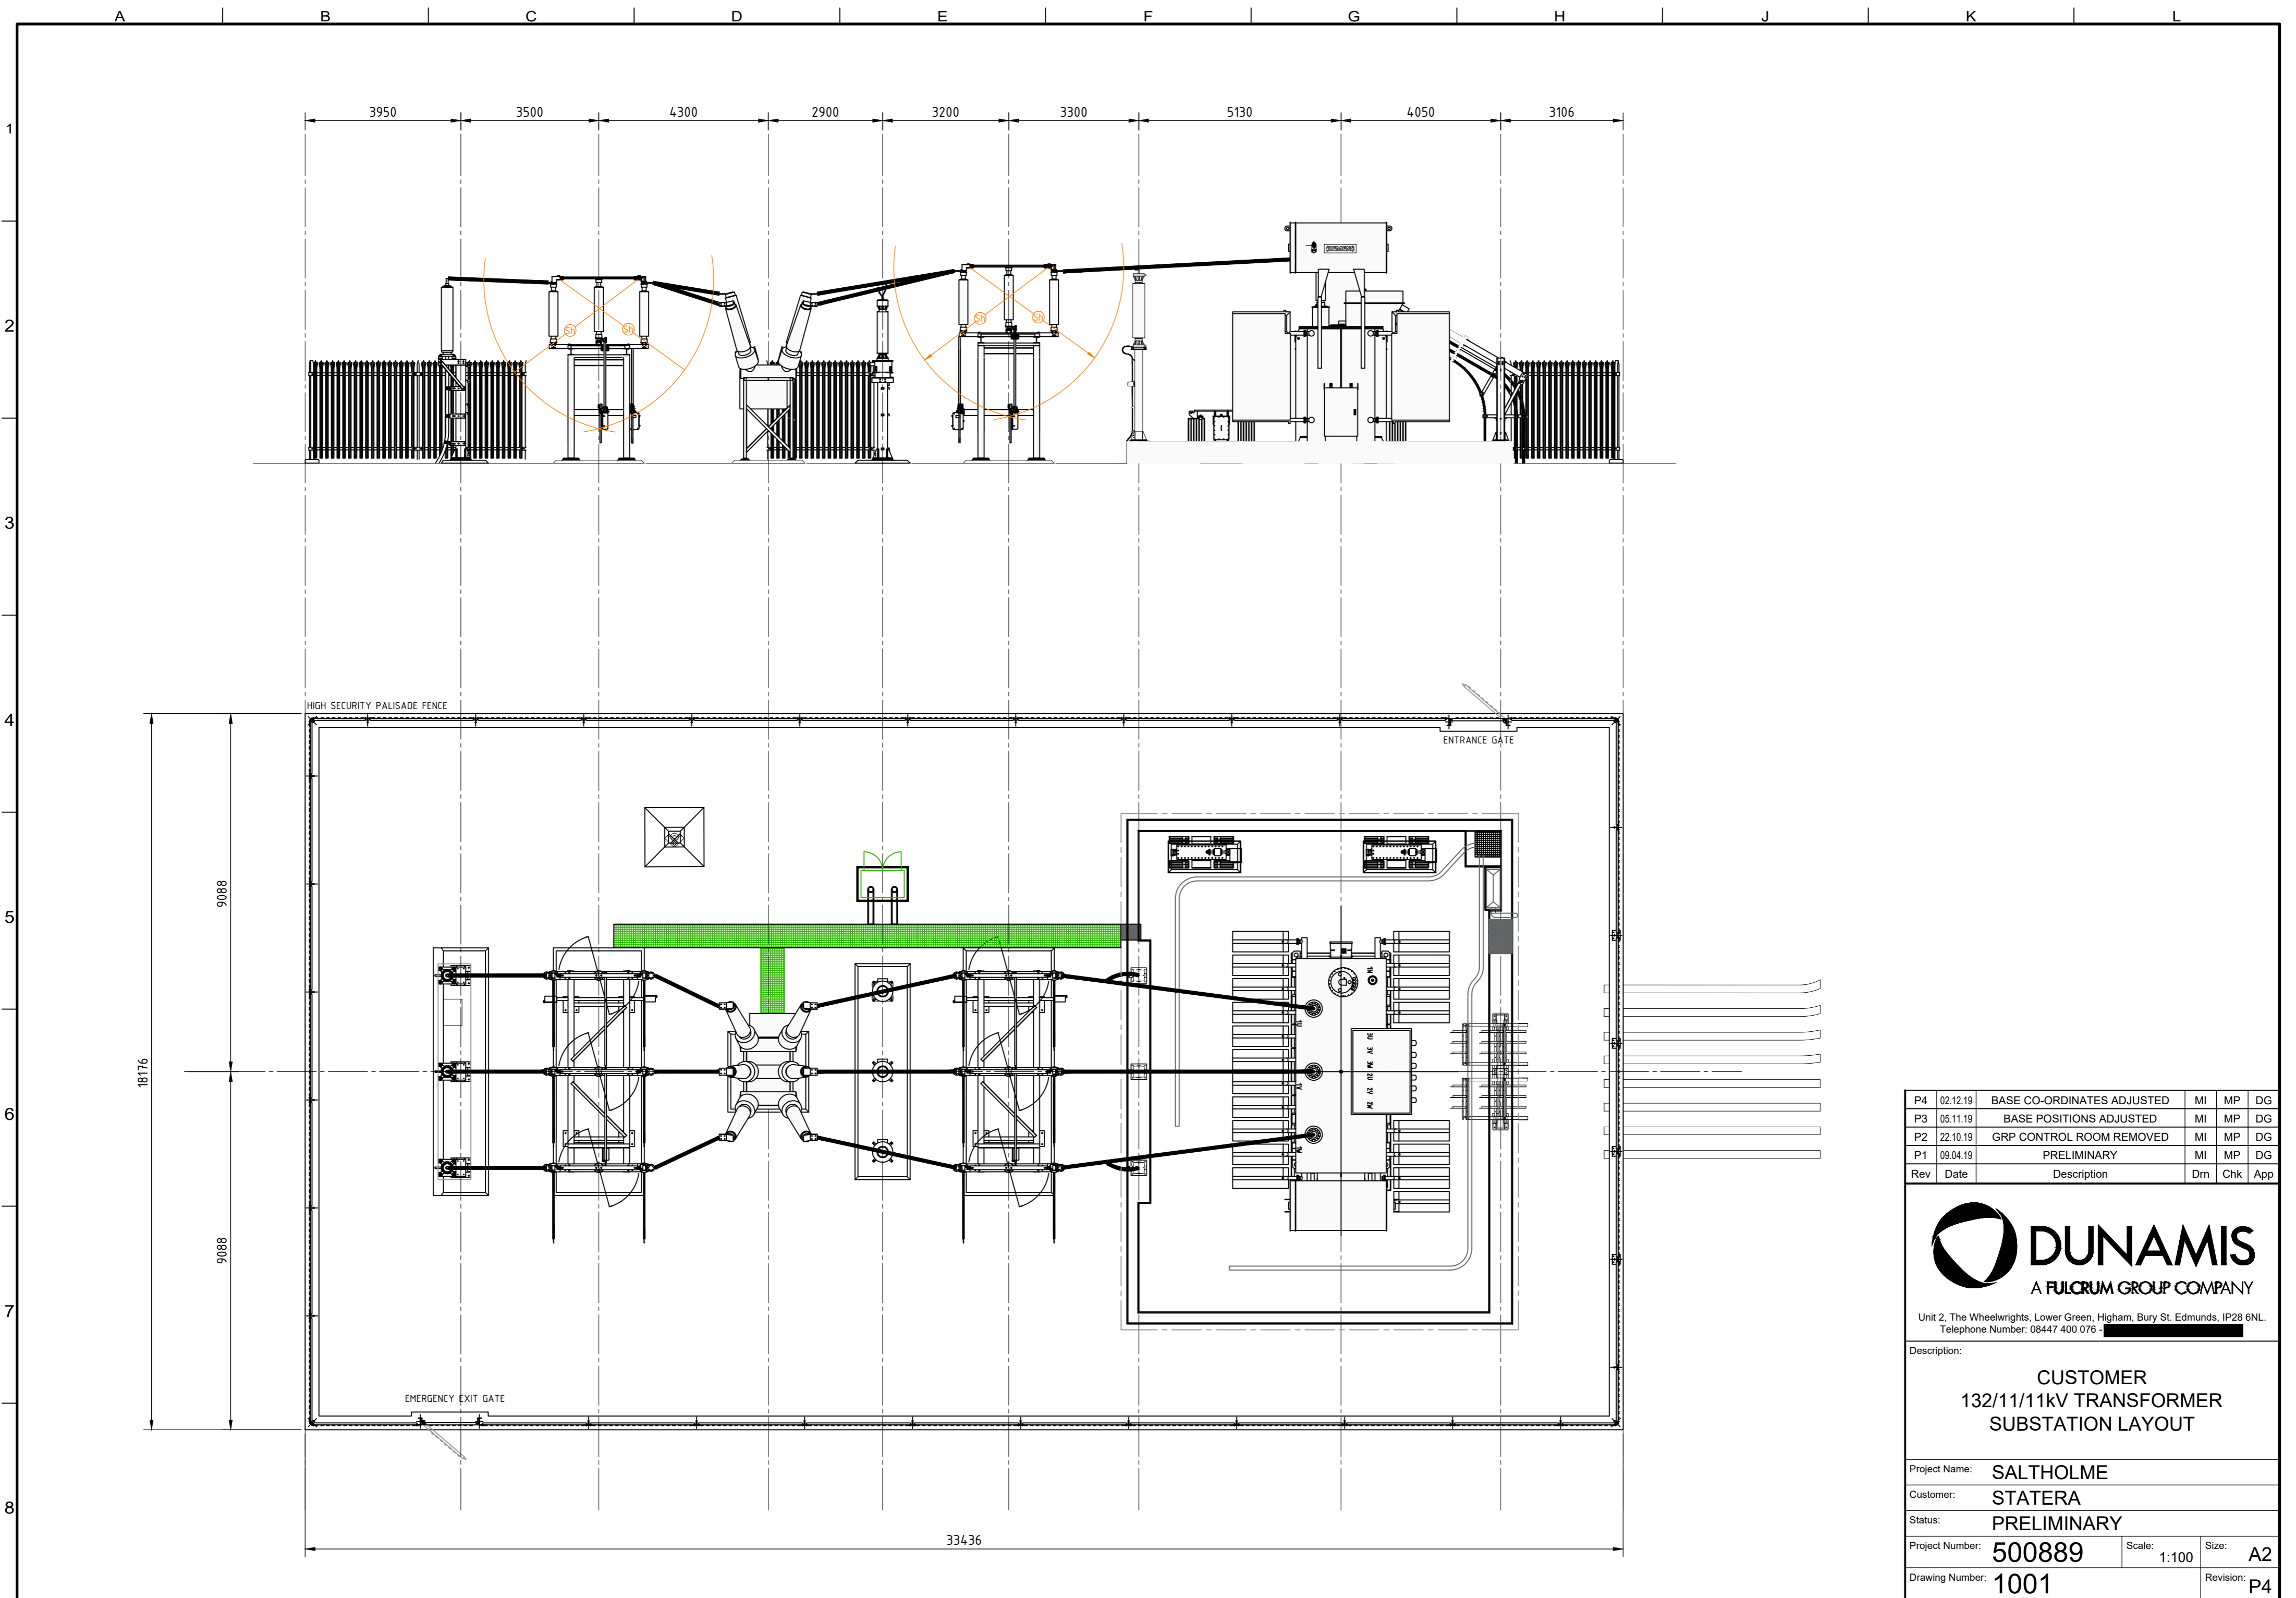 A B C D E F G H J K L
1
2
3
4
5
6
7
8
3950 3500 4300 2900 3200 3300 5130 4050 3106
Sh Sh Sh Sh
SIEMENS
HIGH SECURITY PALISADE FENCE
ENTRANCE GATE
9088
18176
9088
EMERGENCY EXIT GATE
33436
P4 02.12.19 BASE CO-ORDINATES ADJUSTED MI MP DG
P3 05.11.19 BASE POSITIONS ADJUSTED MI MP DG
P2 22.10.19 GRP CONTROL ROOM REMOVED MI MP DG
P1 09.04.19 PRELIMINARY MI MP DG
Rev Date Description Drn Chk App
DUNAMIS
A FULCRUM GROUP COMPANY
Unit 2, The Wheelwrights, Lower Green, Higham, Bury St. Edmunds, IP28 6NL.
Telephone Number: 08447 400 076 -
Description:
CUSTOMER
132/11/11kV TRANSFORMER
SUBSTATION LAYOUT
Project Name: SALTHOLME
Customer: STATERA
Status: PRELIMINARY
Project Number: 500889 Scale: 1:100 Size: A2
Drawing Number: 1001 Revision: P4